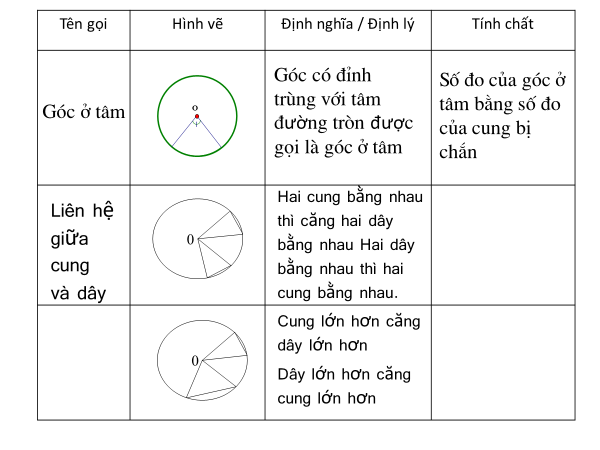 Tên gọi
Hình vẽ
Định nghĩa / Định lý
Tính chất
Góc ở tâm
o
Góc có đỉnh
trùng với tâm
đường tròn được
gọi là góc ở tâm
Số đo của góc ở
tâm bằng số đo
của cung bị
chắn
Liên hệ
giữa
cung
và dây
0
Hai cung bằng nhau
thì căng hai dây
bằng nhau Hai dây
bằng nhau thì hai
cung bằng nhau.
0
Cung lớn hơn căng
dây lớn hơn
Dây lớn hơn căng
cung lớn hơn